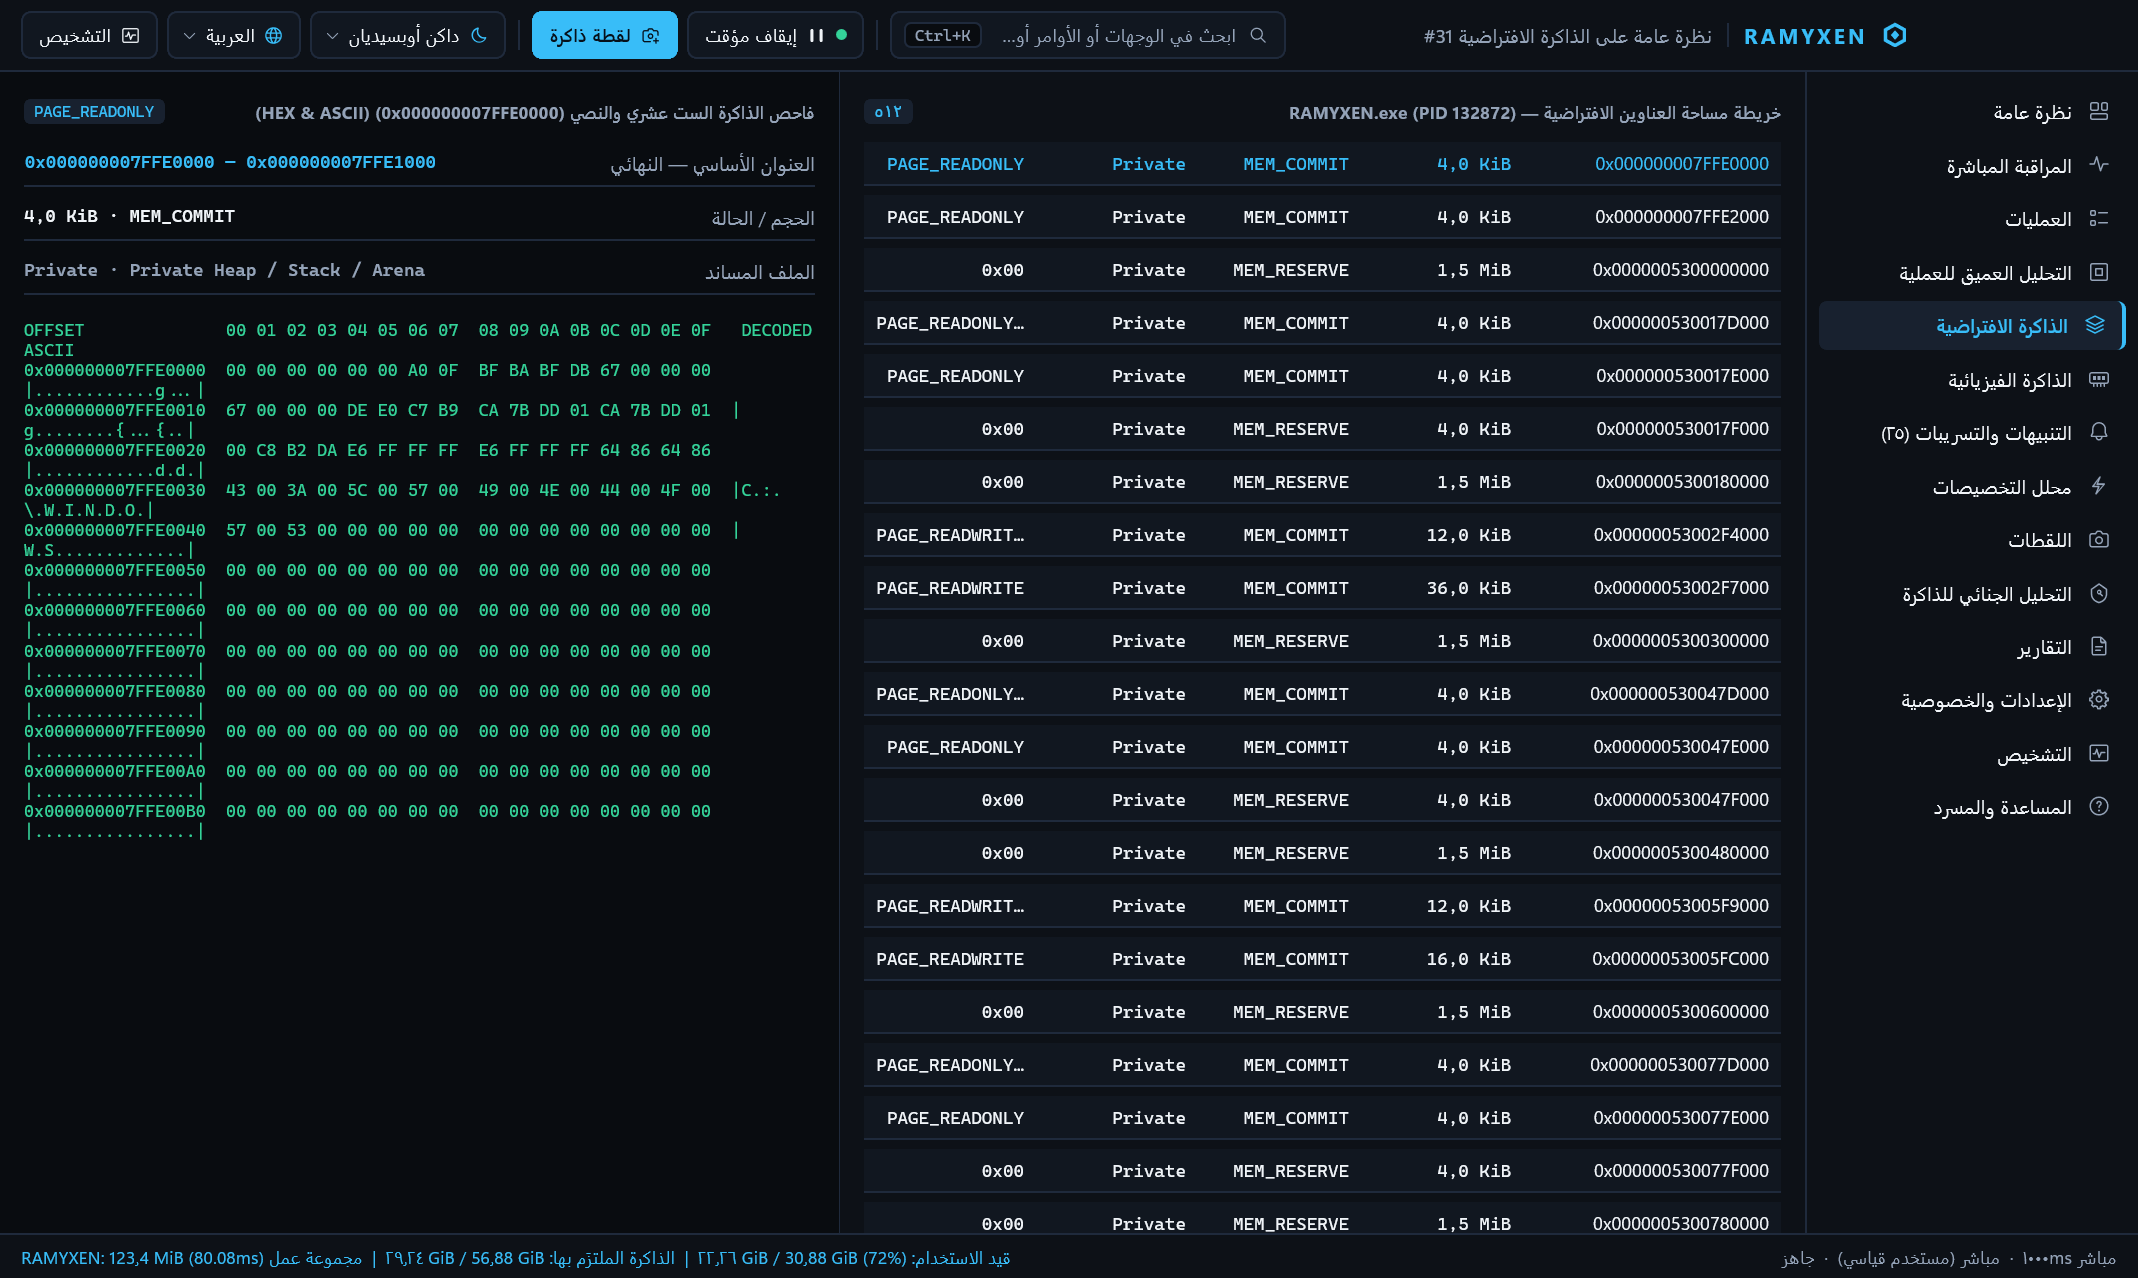 RAMYXEN
نظرة عامة على الذاكرة الافتراضية 31#
ابحث في الوجهات أو الأوامر أو... Ctrl+K
إيقاف مؤقت
لقطة ذاكرة
داكن أوبسيديان
العربية
التشخيص
نظرة عامة
المراقبة المباشرة
العمليات
التحليل العميق للعملية
الذاكرة الافتراضية
الذاكرة الفيزيائية
التنبيهات والتسريبات (٢٥)
محلل التخصيصات
اللقطات
التحليل الجنائي للذاكرة
التقارير
الإعدادات والخصوصية
التشخيص
المساعدة والمسرد
خريطة مساحة العناوين الافتراضية — RAMYXEN.exe (PID 132872)
٥١٢
0x000000007FFE0000 4,0 KiB MEM_COMMIT Private PAGE_READONLY
0x000000007FFE2000 4,0 KiB MEM_COMMIT Private PAGE_READONLY
0x0000005300000000 1,5 MiB MEM_RESERVE Private 0x00
0x000000530017D000 4,0 KiB MEM_COMMIT Private PAGE_READONLY…
0x000000530017E000 4,0 KiB MEM_COMMIT Private PAGE_READONLY
0x000000530017F000 4,0 KiB MEM_RESERVE Private 0x00
0x0000005300180000 1,5 MiB MEM_RESERVE Private 0x00
0x00000053002F4000 12,0 KiB MEM_COMMIT Private PAGE_READWRIT…
0x00000053002F7000 36,0 KiB MEM_COMMIT Private PAGE_READWRITE
0x0000005300300000 1,5 MiB MEM_RESERVE Private 0x00
0x000000530047D000 4,0 KiB MEM_COMMIT Private PAGE_READONLY…
0x000000530047E000 4,0 KiB MEM_COMMIT Private PAGE_READONLY
0x000000530047F000 4,0 KiB MEM_RESERVE Private 0x00
0x0000005300480000 1,5 MiB MEM_RESERVE Private 0x00
0x00000053005F9000 12,0 KiB MEM_COMMIT Private PAGE_READWRIT…
0x00000053005FC000 16,0 KiB MEM_COMMIT Private PAGE_READWRITE
0x0000005300600000 1,5 MiB MEM_RESERVE Private 0x00
0x000000530077D000 4,0 KiB MEM_COMMIT Private PAGE_READONLY…
0x000000530077E000 4,0 KiB MEM_COMMIT Private PAGE_READONLY
0x000000530077F000 4,0 KiB MEM_RESERVE Private 0x00
0x0000005300780000 1,5 MiB MEM_RESERVE Private 0x00
فاحص الذاكرة الست عشري والنصي (HEX & ASCII) (0x000000007FFE0000)
PAGE_READONLY
العنوان الأساسي — النهائي 0x000000007FFE0000 — 0x000000007FFE1000
الحجم / الحالة 4,0 KiB · MEM_COMMIT
الملف المساند Private · Private Heap / Stack / Arena
OFFSET 00 01 02 03 04 05 06 07 08 09 0A 0B 0C 0D 0E 0F DECODED
ASCII
0x000000007FFE0000 00 00 00 00 00 00 A0 0F BF BA BF DB 67 00 00 00
|............g...|
0x000000007FFE0010 67 00 00 00 DE E0 C7 B9 CA 7B DD 01 CA 7B DD 01 |
g........{...{..|
0x000000007FFE0020 00 C8 B2 DA E6 FF FF FF E6 FF FF FF 64 86 64 86
|............d.d.|
0x000000007FFE0030 43 00 3A 00 5C 00 57 00 49 00 4E 00 44 00 4F 00 |C.:.
\.W.I.N.D.O.|
0x000000007FFE0040 57 00 53 00 00 00 00 00 00 00 00 00 00 00 00 00 |
W.S.............|
0x000000007FFE0050 00 00 00 00 00 00 00 00 00 00 00 00 00 00 00 00
|................|
0x000000007FFE0060 00 00 00 00 00 00 00 00 00 00 00 00 00 00 00 00
|................|
0x000000007FFE0070 00 00 00 00 00 00 00 00 00 00 00 00 00 00 00 00
|................|
0x000000007FFE0080 00 00 00 00 00 00 00 00 00 00 00 00 00 00 00 00
|................|
0x000000007FFE0090 00 00 00 00 00 00 00 00 00 00 00 00 00 00 00 00
|................|
0x000000007FFE00A0 00 00 00 00 00 00 00 00 00 00 00 00 00 00 00 00
|................|
0x000000007FFE00B0 00 00 00 00 00 00 00 00 00 00 00 00 00 00 00 00
|................|
مباشر ١٠٠٠ms · مباشر (مستخدم قياسي) · جاهز
قيد الاستخدام: ٢٢,٢٦ GiB / 30,88 GiB (72%) | الذاكرة الملتزَم بها: ٢٩,٢٤ GiB / 56,88 GiB | مجموعة عمل RAMYXEN: 123,4 MiB (80.08ms)